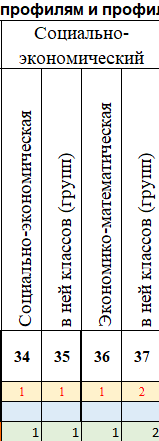 профилям и профил
Социально-
экономический
Социально-экономическая
в ней классов (групп)
Экономико-математическая
в ней классов (групп)
34 35 36 37
1 1 1 2
1 1 1 2